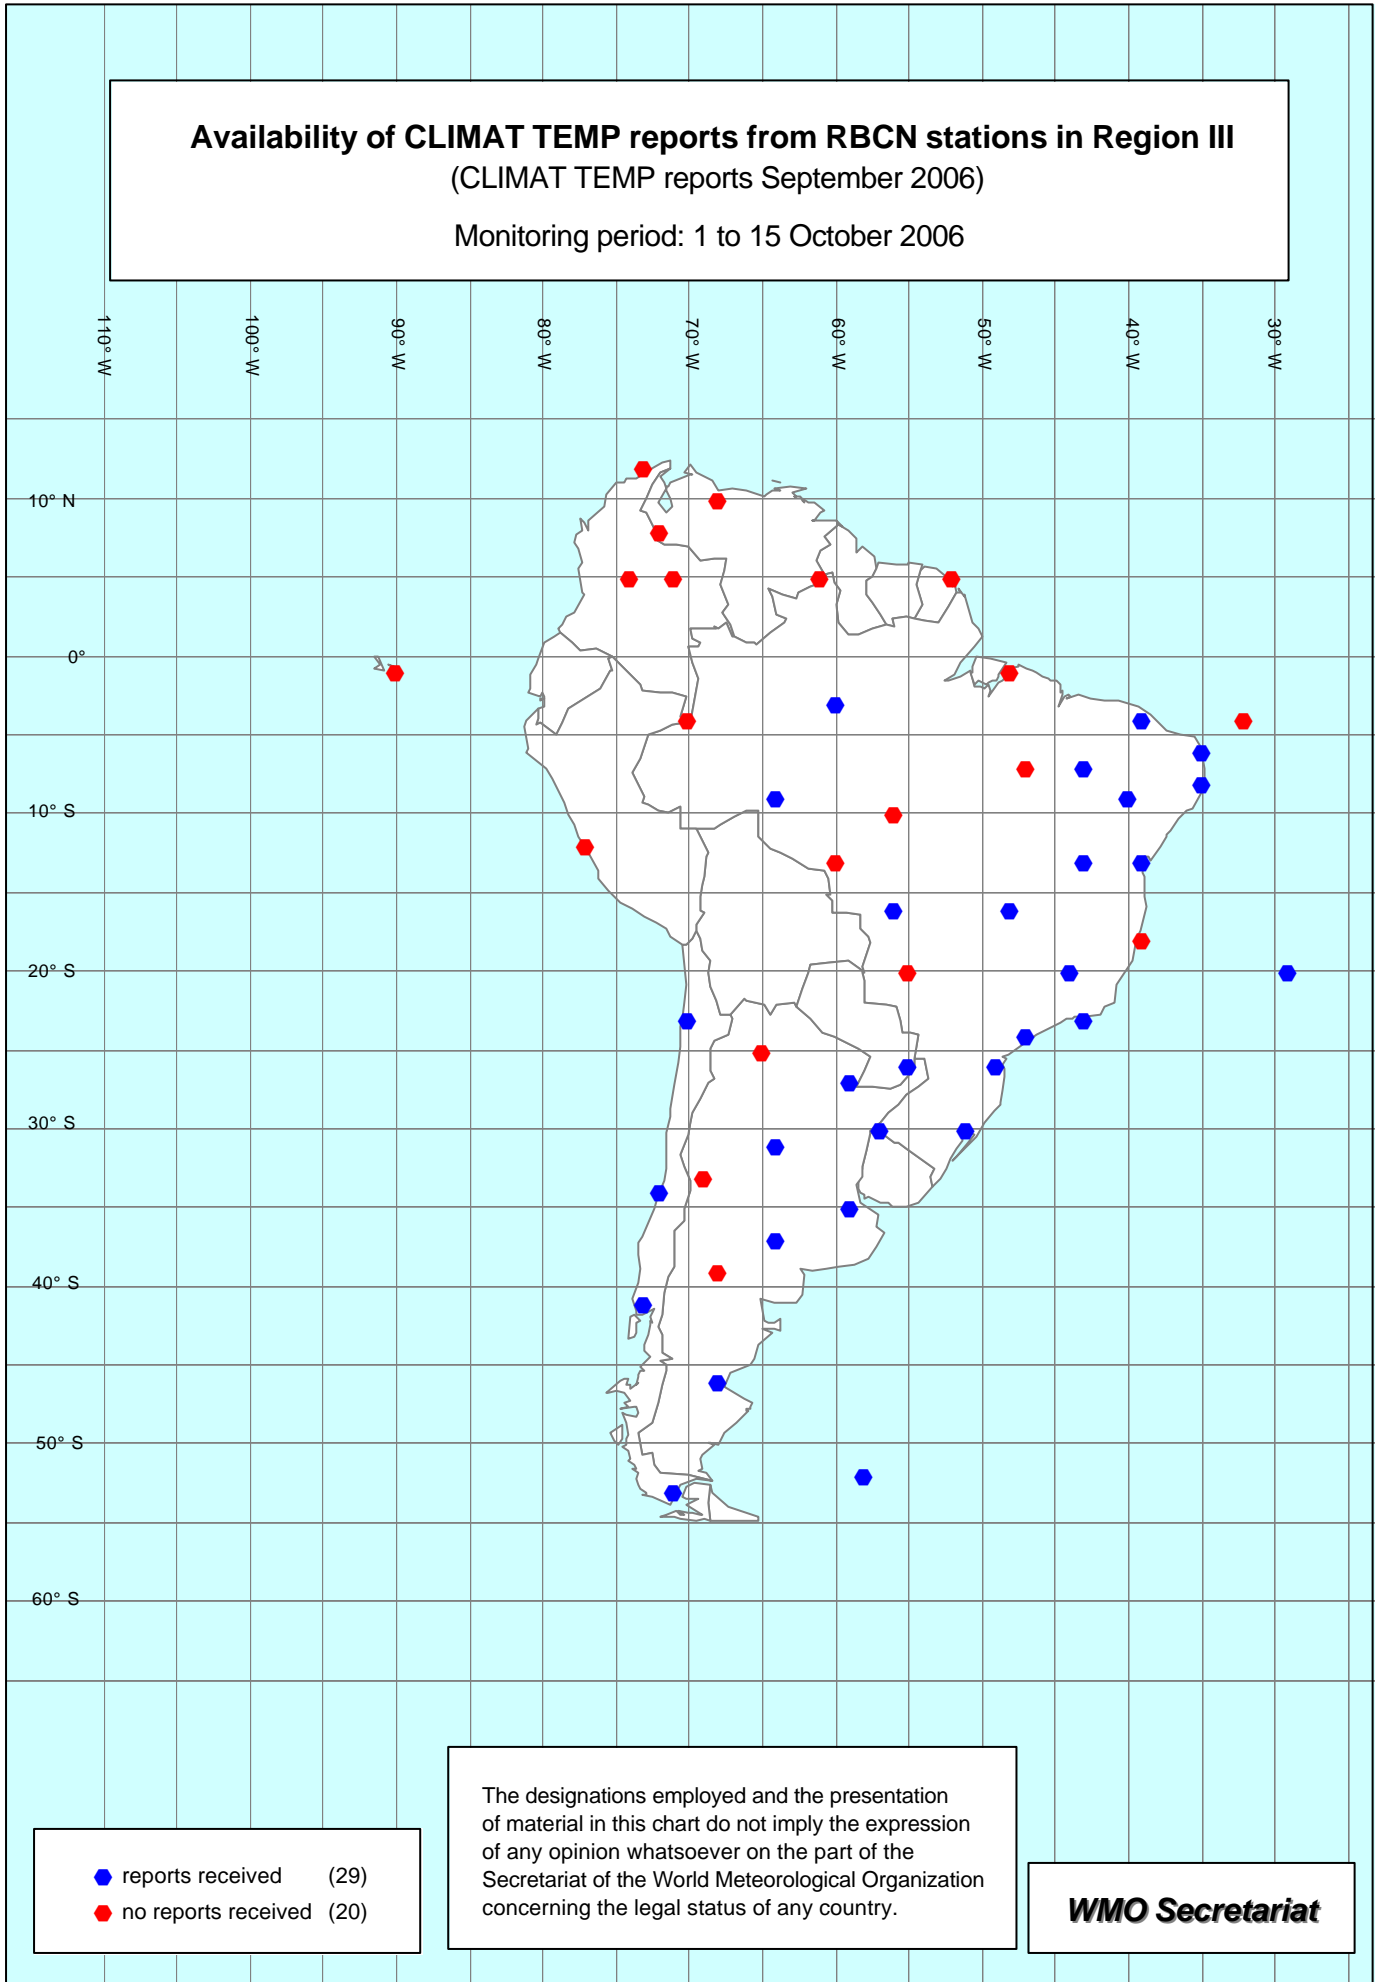 Availability of CLIMAT TEMP reports from RBCN stations in Region III
(CLIMAT TEMP reports September 2006)
Monitoring period: 1 to 15 October 2006
110° W
100° W
90° W
80° W
70° W
60° W
50° W
40° W
30° W
10° N
0°
10° S
20° S
30° S
40° S
50° S
60° S
The designations employed and the presentation
of material in this chart do not imply the expression
of any opinion whatsoever on the part of the
Secretariat of the World Meteorological Organization
concerning the legal status of any country.
reports received (29)
no reports received (20)
WMO Secretariat